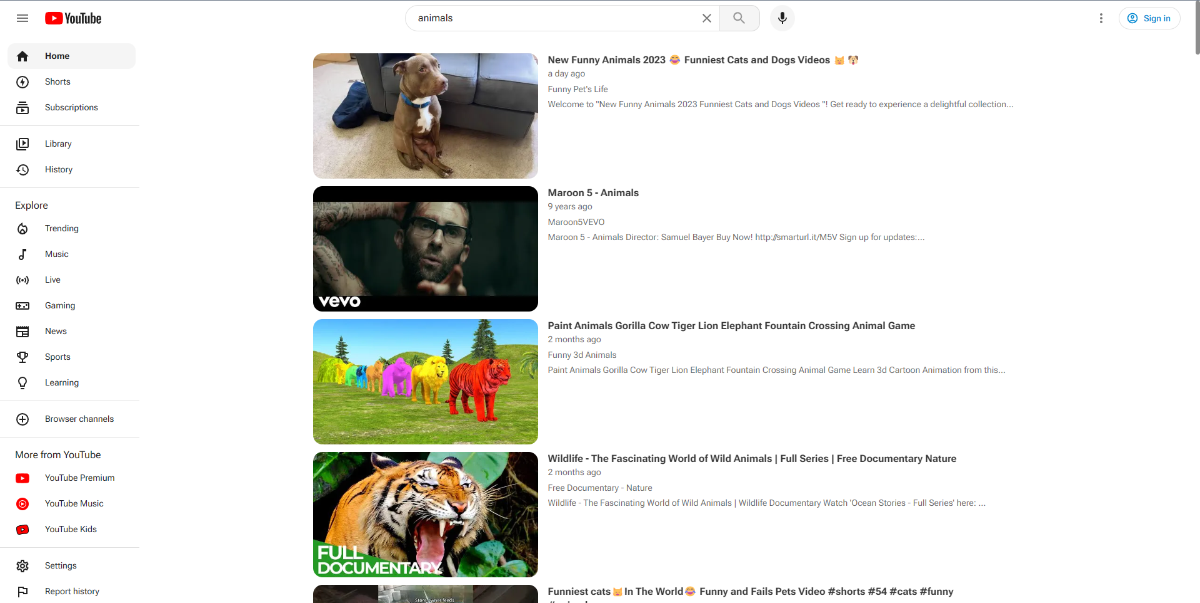 YouTube
animals
Sign in
Home
Shorts
Subscriptions
Library
History
Explore
Trending
Music
Live
Gaming
News
Sports
Learning
Browser channels
More from YouTube
YouTube Premium
YouTube Music
YouTube Kids
Settings
Report history
New Funny Animals 2023 😂 Funniest Cats and Dogs Videos 😹 🐶
a day ago
Funny Pet's Life
Welcome to "New Funny Animals 2023 Funniest Cats and Dogs Videos "! Get ready to experience a delightful collection...
vevo
Maroon 5 - Animals
9 years ago
Maroon5VEVO
Maroon 5 - Animals Director: Samuel Bayer Buy Now! http://smarturl.it/M5V Sign up for updates:...
Paint Animals Gorilla Cow Tiger Lion Elephant Fountain Crossing Animal Game
2 months ago
Funny 3d Animals
Paint Animals Gorilla Cow Tiger Lion Elephant Fountain Crossing Animal Game Learn 3d Cartoon Animation from this...
FULL
DOCUMENTARY
Wildlife - The Fascinating World of Wild Animals | Full Series | Free Documentary Nature
2 months ago
Free Documentary - Nature
Wildlife - The Fascinating World of Wild Animals | Wildlife Documentary Watch 'Ocean Stories - Full Series' here: ...
Funniest cats😹In The World😂 Funny and Fails Pets Video #shorts #54 #cats #funny